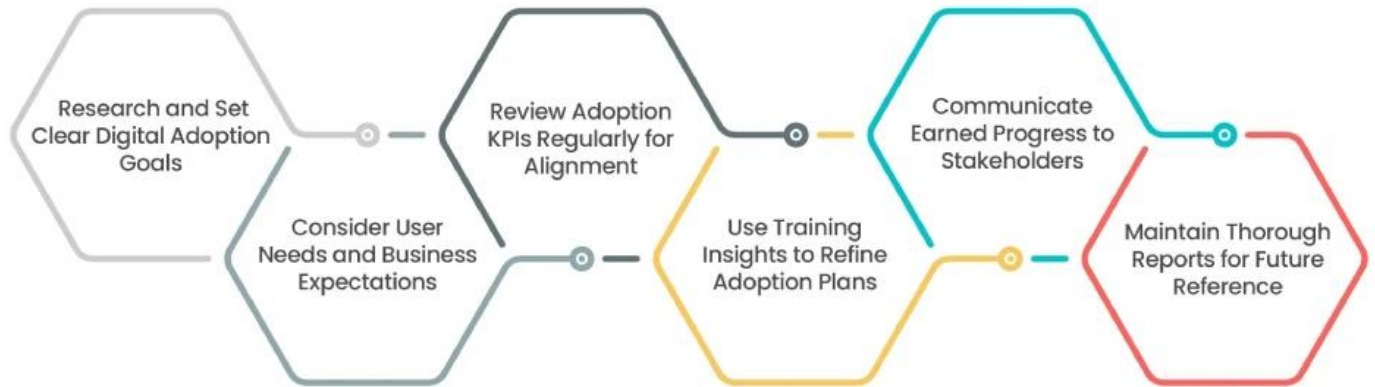 Research and Set
Clear Digital Adoption
Goals
Consider User
Needs and Business
Expectations
Review Adoption
KPIs Regularly for
Alignment
Use Training
Insights to Refine
Adoption Plans
Communicate
Earned Progress to
Stakeholders
Maintain Thorough
Reports for Future
Reference